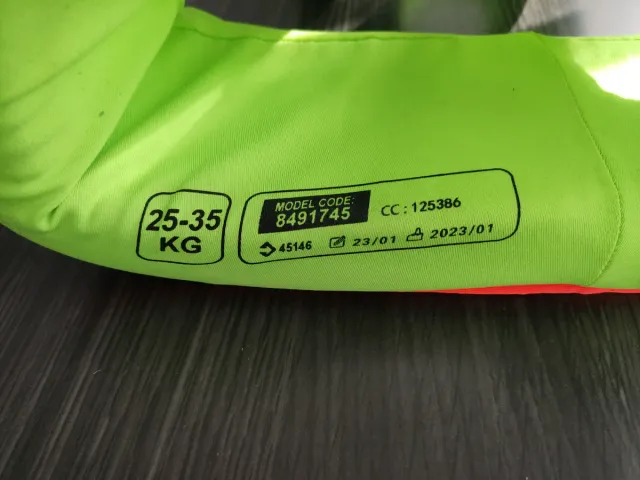 25-35
KG
MODEL CODE:
8491745
CC : 125386
45146 23/01 2023/01